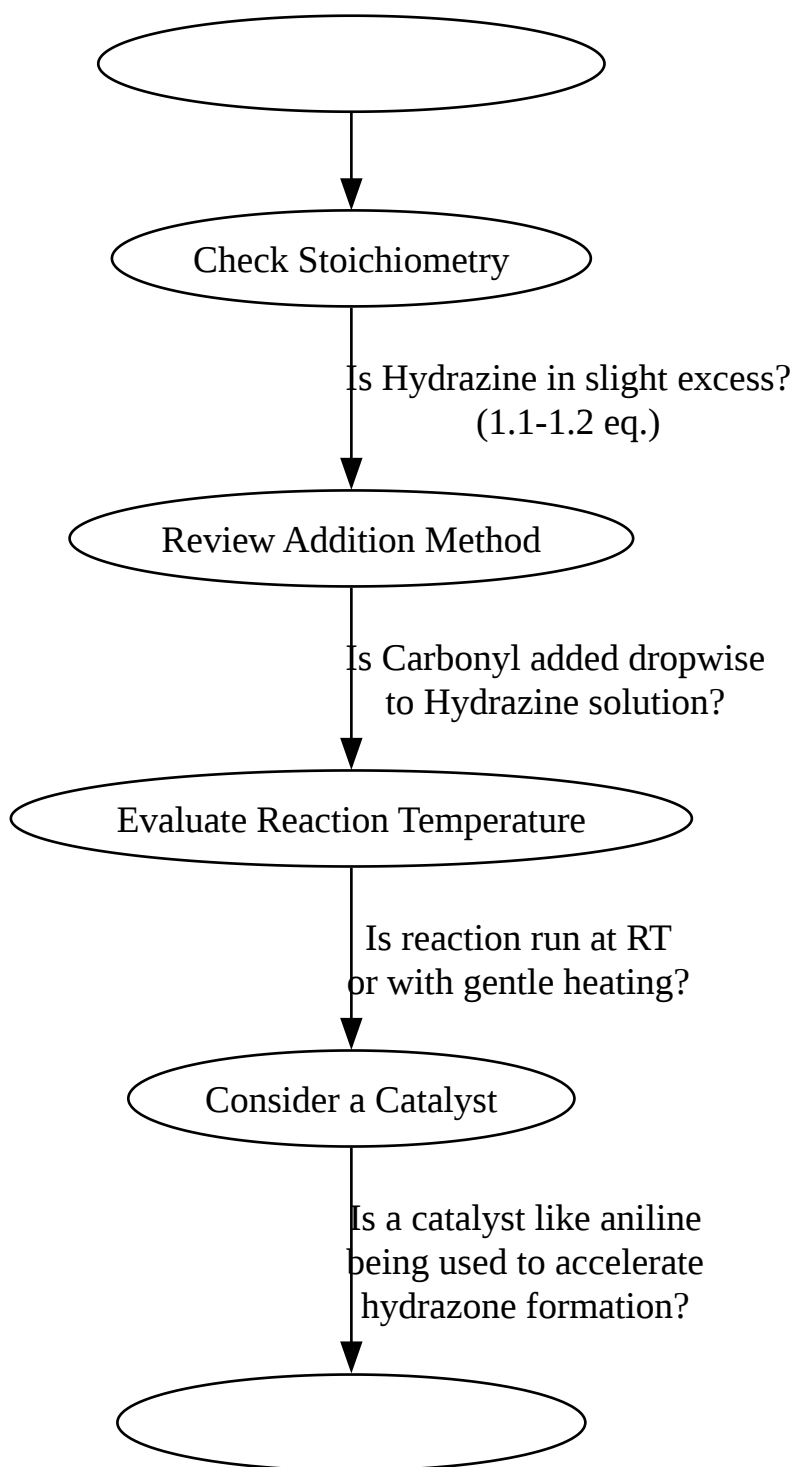 Check Stoichiometry
Is Hydrazine in slight excess?
(1.1-1.2 eq.)
Review Addition Method
Is Carbonyl added dropwise
to Hydrazine solution?
Evaluate Reaction Temperature
Is reaction run at RT
or with gentle heating?
Consider a Catalyst
Is a catalyst like aniline
being used to accelerate
hydrazone formation?